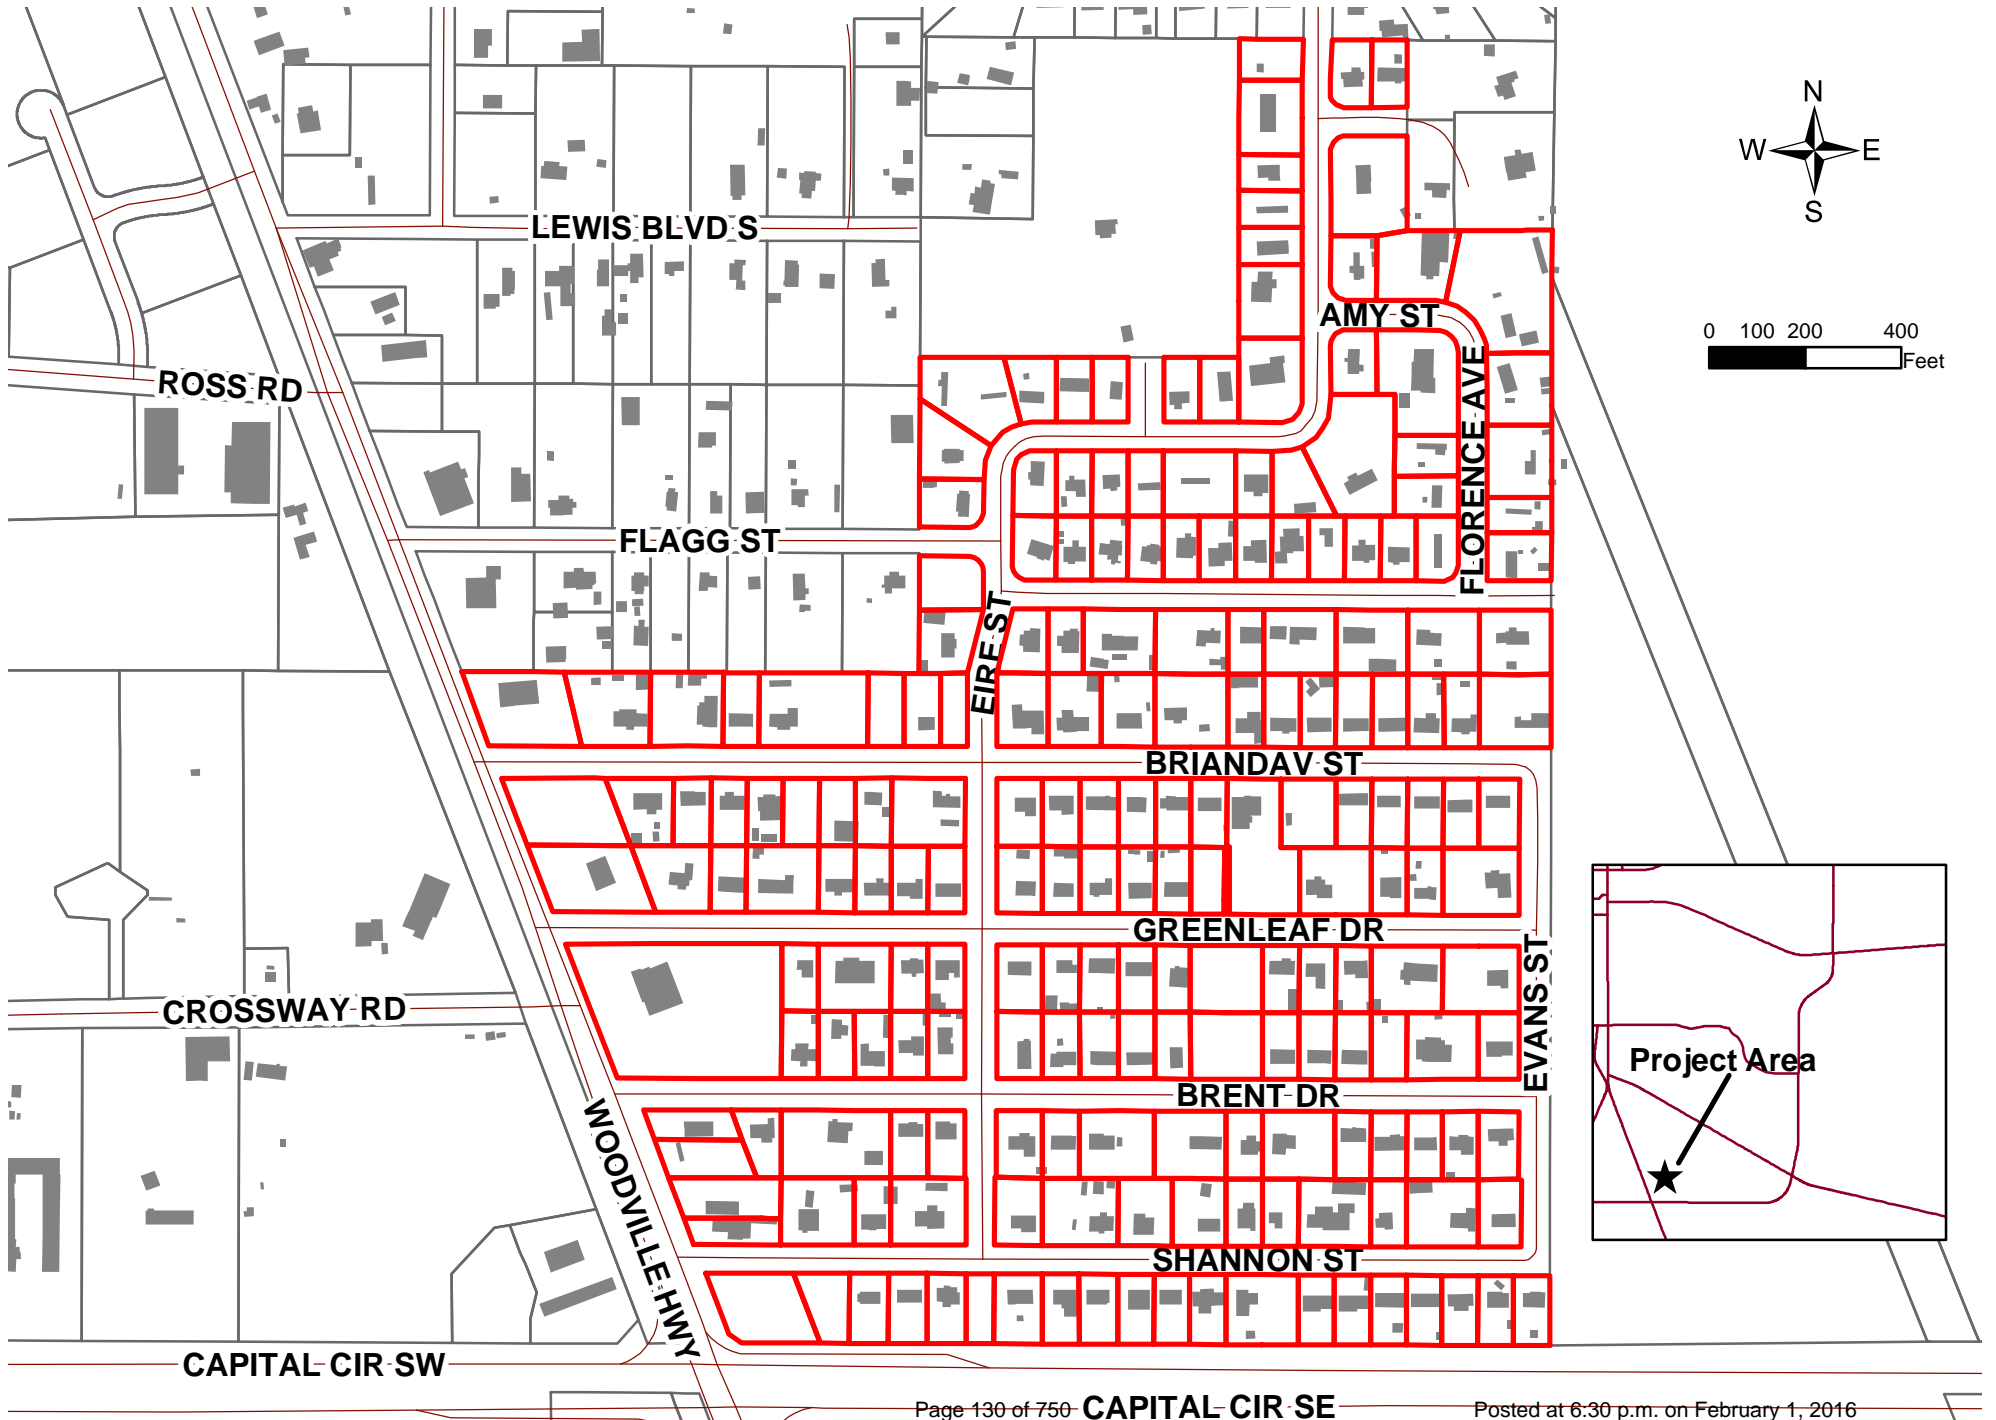 N
W E
S
LEWIS BLVD S
AMY ST
0 100 200 400
Feet
ROSS RD
FLORENCE AVE
FLAGG ST
EIRE ST
BRIANDAV ST
GREENLEAF DR
EVANS ST
CROSSWAY RD
Project Area
BRENT DR
WOODVILLE HWY
SHANNON ST
CAPITAL CIR SW
Page 130 of 750
CAPITAL CIR SE
Posted at 6:30 p.m. on February 1, 2016